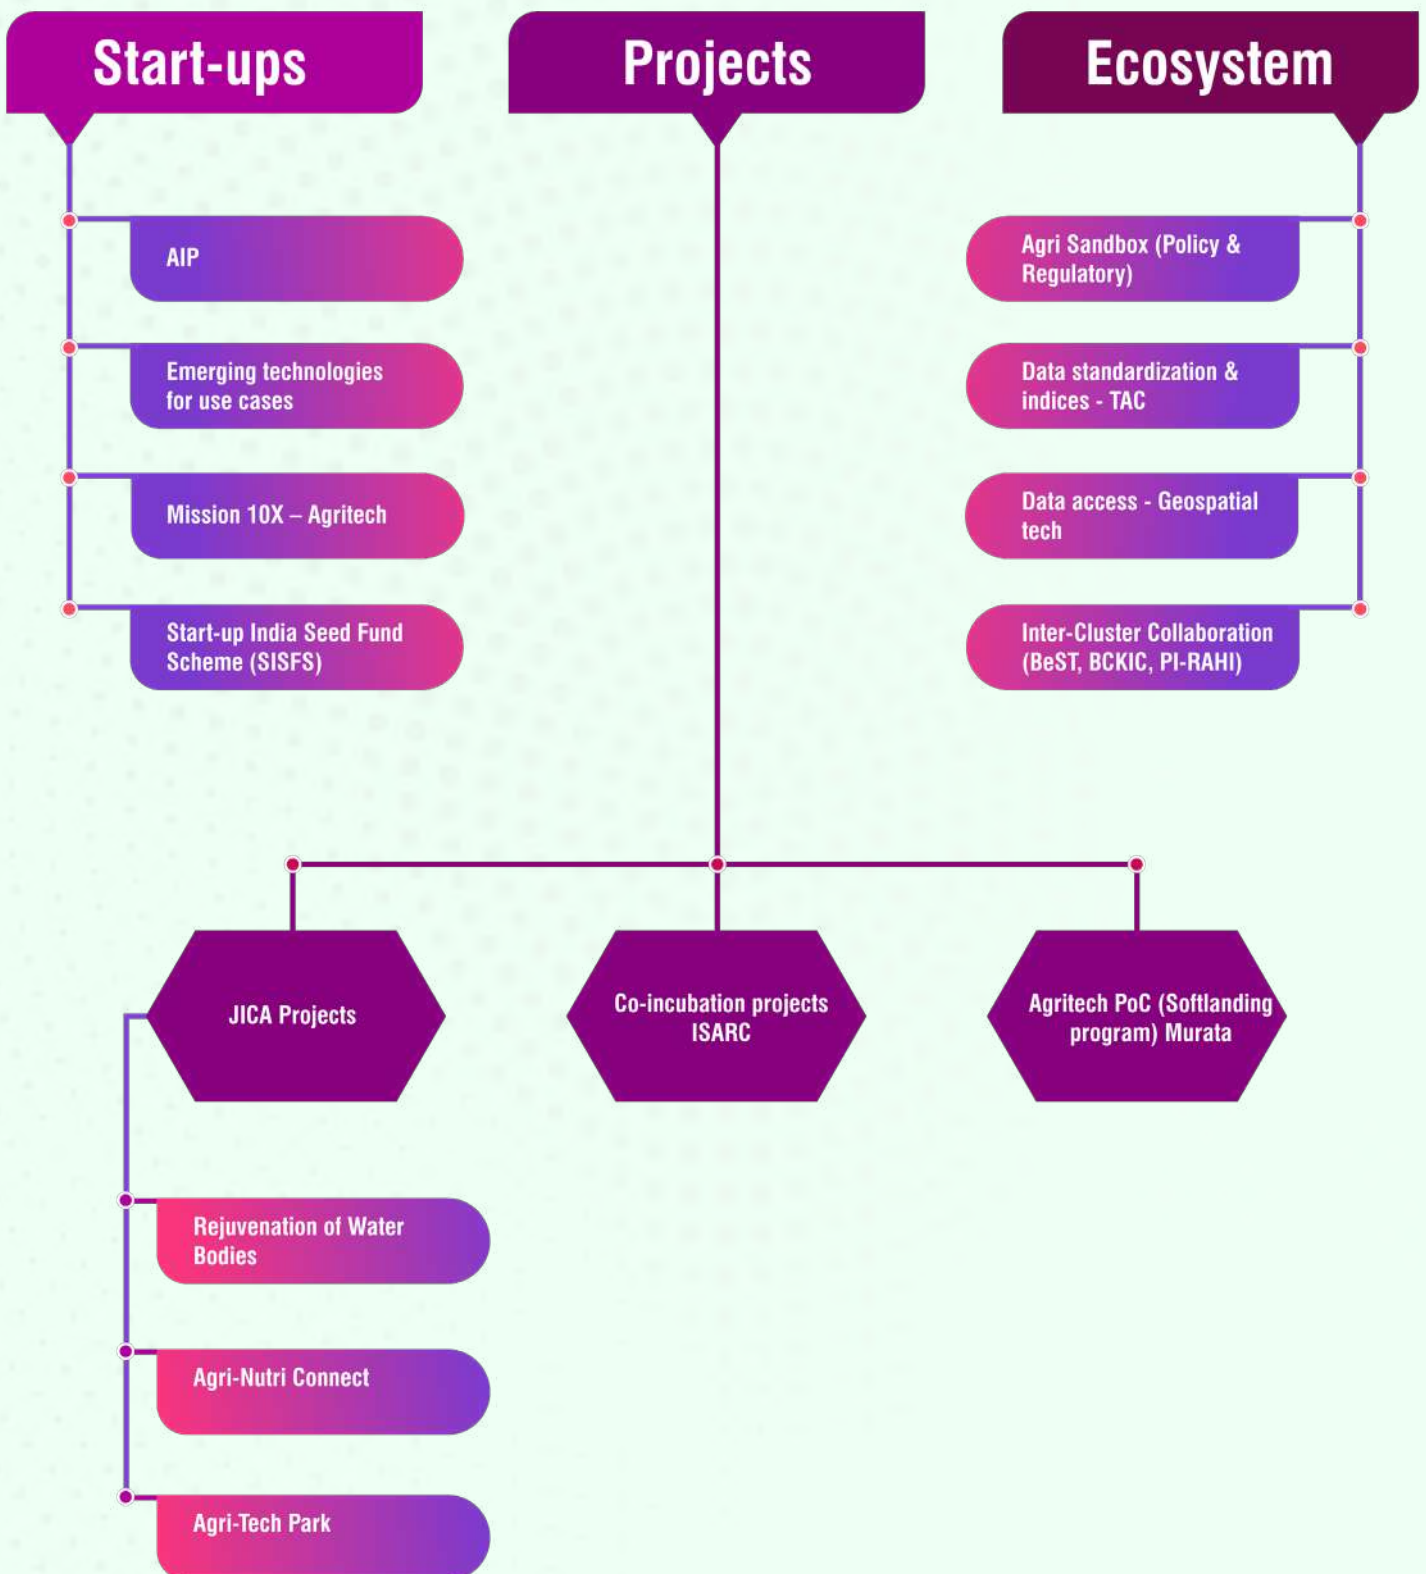 Start-ups
Projects
Ecosystem
AIP
Emerging technologies
for use cases
Mission 10X – Agritech
Start-up India Seed Fund
Scheme (SISFS)
Agri Sandbox (Policy &
Regulatory)
Data standardization &
indices - TAC
Data access - Geospatial
tech
Inter-Cluster Collaboration
(BeST, BCKIC, PI-RAHI)
JICA Projects
Co-incubation projects
ISARC
Agritech PoC (Softlanding
program) Murata
Rejuvenation of Water
Bodies
Agri-Nutri Connect
Agri-Tech Park